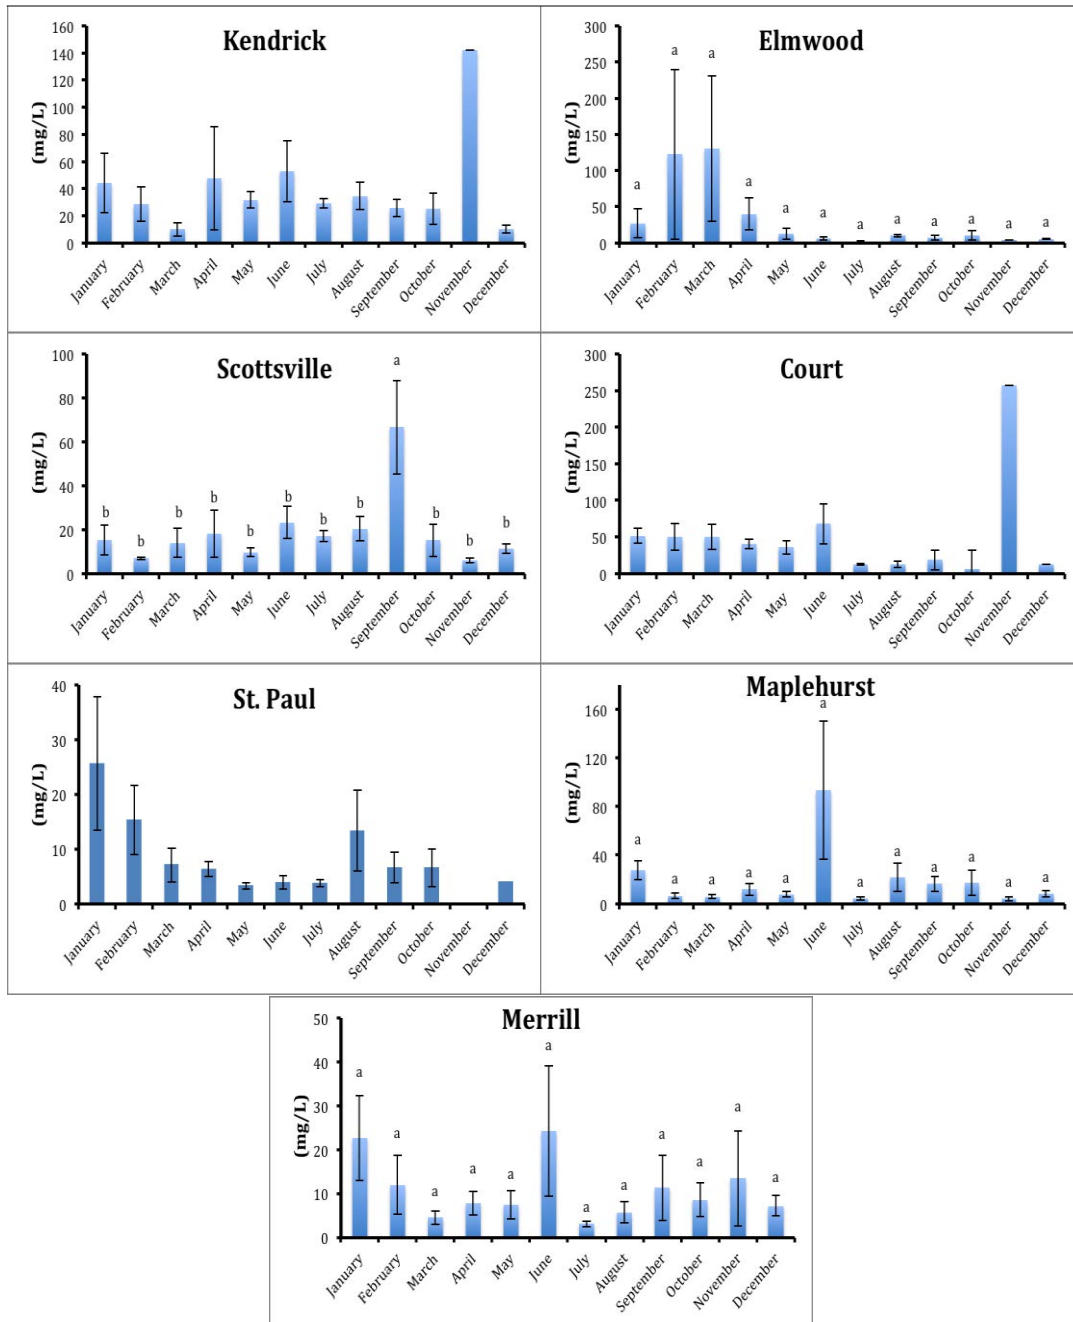 Kendrick
(mg/L)
160
140
120
100
80
60
40
20
0
January
February
March
April
May
June
July
August
September
October
November
December
Elmwood
(mg/L)
300
250
200
150
100
50
0
a
a
a
a
a
a
a
a
a
a
a
a
January
February
March
April
May
June
July
August
September
October
November
December
Scottsville
(mg/L)
100
80
60
40
20
0
b
b
b
b
b
b
b
b
a
b
b
b
January
February
March
April
May
June
July
August
September
October
November
December
Court
(mg/L)
300
250
200
150
100
50
0
January
February
March
April
May
June
July
August
September
October
November
December
St. Paul
(mg/L)
40
30
20
10
0
January
February
March
April
May
June
July
August
September
October
November
December
Maplehurst
(mg/L)
160
120
80
40
0
a
a
a
a
a
a
a
a
a
a
a
a
January
February
March
April
May
June
July
August
September
October
November
December
Merrill
(mg/L)
50
40
30
20
10
0
a
a
a
a
a
a
a
a
a
a
a
a
January
February
March
April
May
June
July
August
September
October
November
December